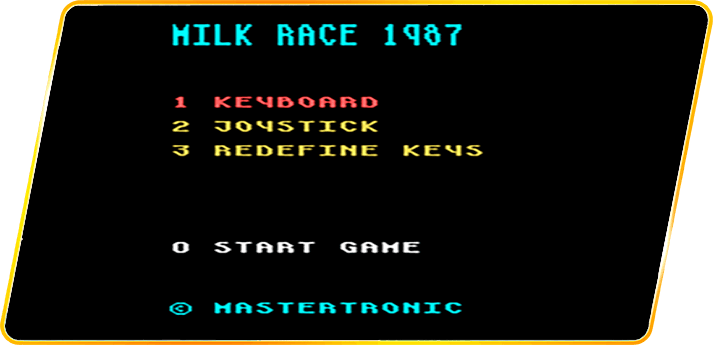 MILK RACE 1987
1 KEYBOARD
2 JOYSTICK
3 REDEFINE KEYS
0 START GAME
© MASTERTRONIC